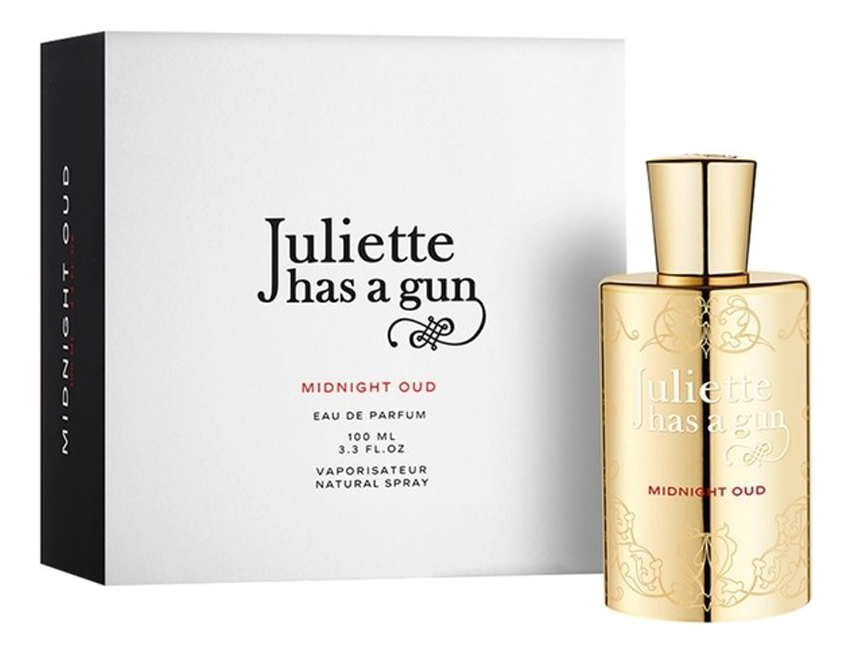 MIDNIGHT OUD
Juliette
has a gun
MIDNIGHT OUD
EAU DE PARFUM
100 ML
3.3 FL.OZ
VAPORISATEUR
NATURAL SPRAY
Juliette
has a gun
MIDNIGHT OUD